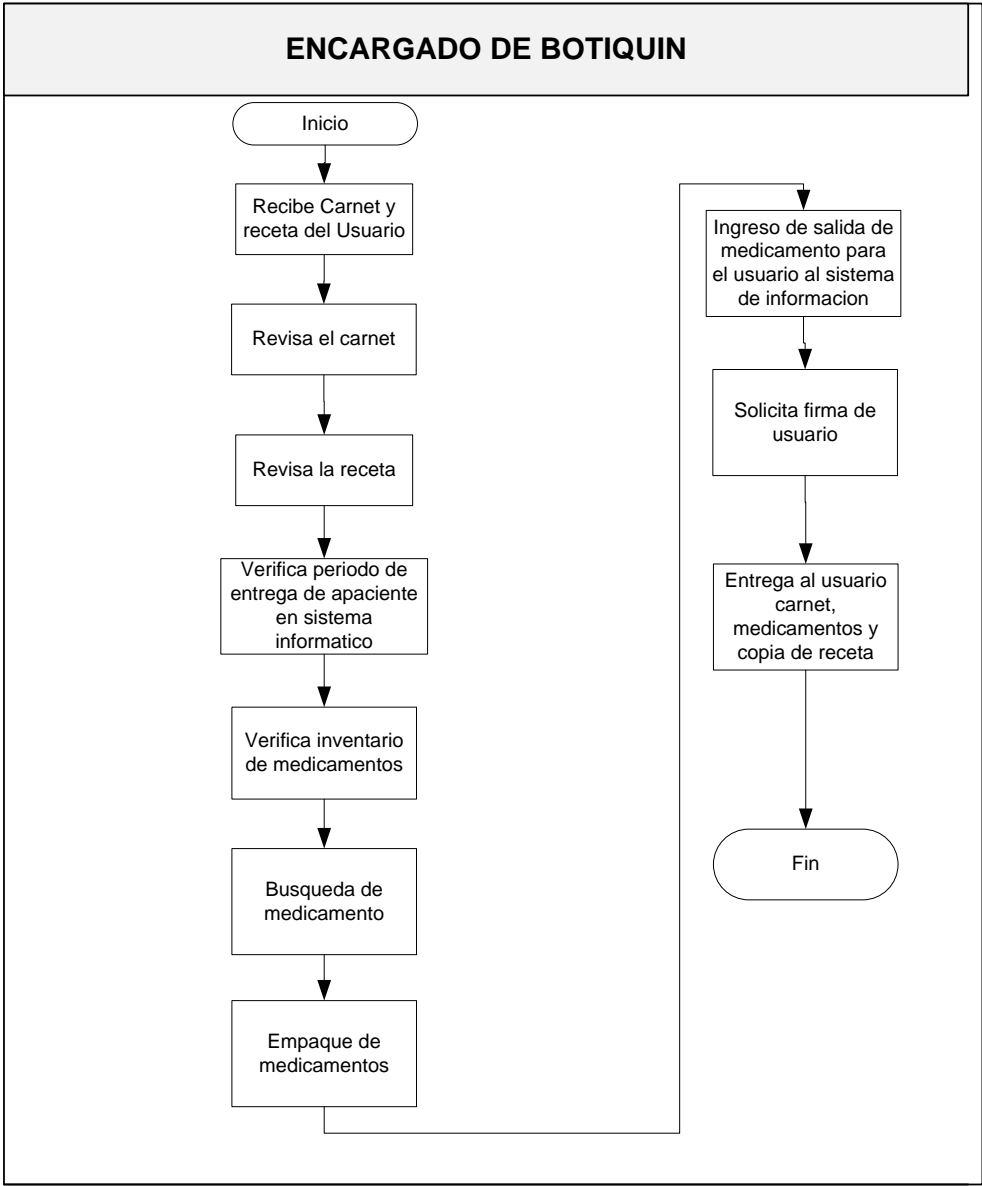 ENCARGADO DE BOTIQUIN
Inicio
Recibe Carnet y
receta del Usuario
Revisa el carnet
Revisa la receta
Verifica periodo de
entrega de apaciente
en sistema
informatico
Verifica inventario
de medicamentos
Busqueda de
medicamento
Empaque de
medicamentos
Ingreso de salida de
medicamento para
el usuario al sistema
de informacion
Solicita firma de
usuario
Entrega al usuario
carnet,
medicamentos y
copia de receta
Fin